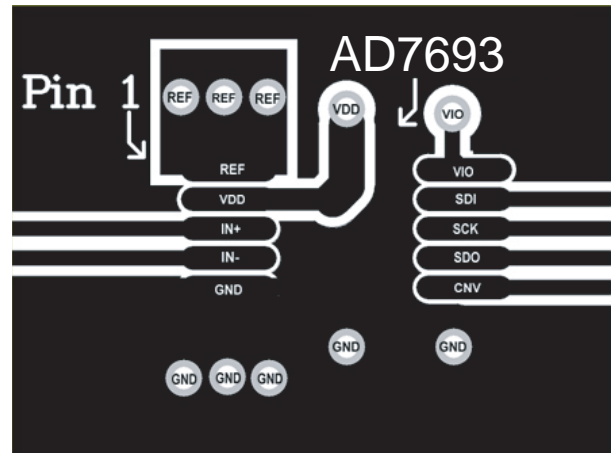 AD7693
Pin 1
REF REF REF
VDD
VIO
REF
VIO
VDD
SDI
IN+
SCK
IN-
SDO
GND
CNV
GND
GND
GND GND GND